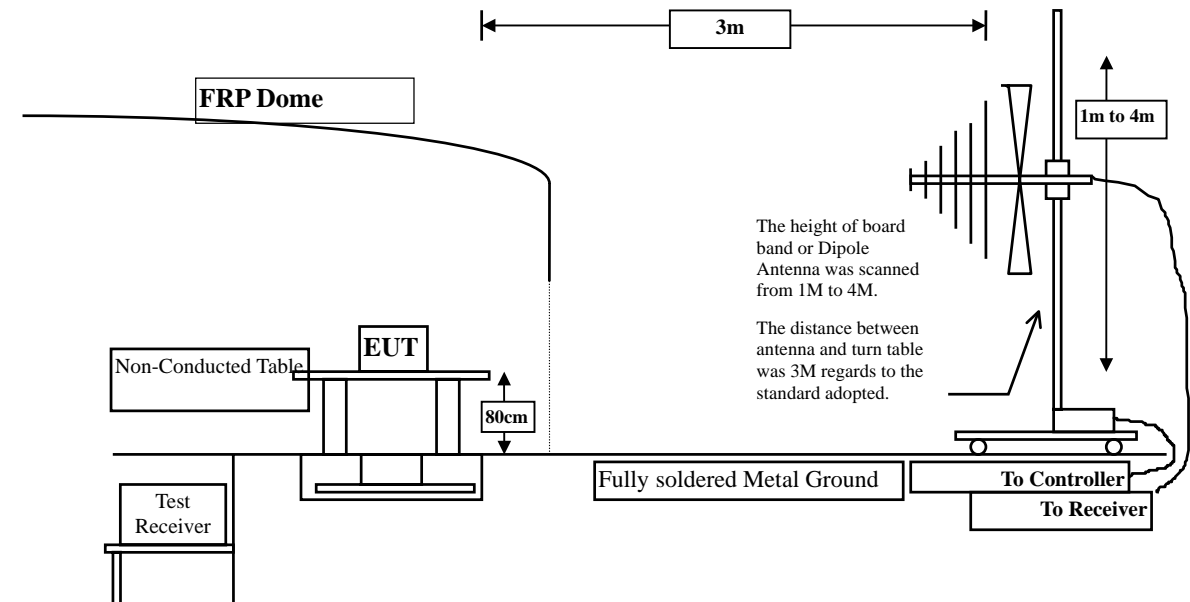 3m
FRP Dome
1m to 4m
The height of board
band or Dipole
Antenna was scanned
from 1M to 4M.
The distance between
antenna and turn table
was 3M regards to the
standard adopted.
EUT
Non-Conducted Table
80cm
Fully soldered Metal Ground
To Controller
To Receiver
Test
Receiver